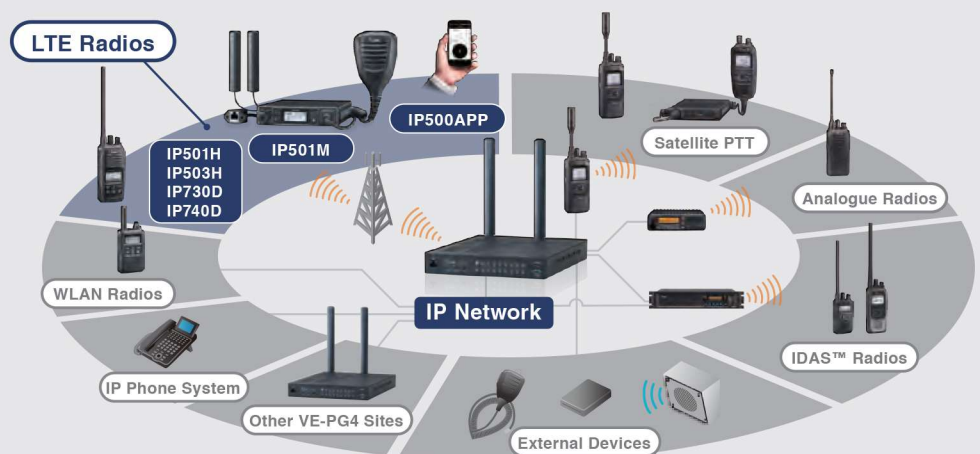 LTE Radios
IP500APP
IP501M
IP501H
IP503H
IP730D
IP740D
Satellite PTT
Analogue Radios
WLAN Radios
IP Network
IDAS™ Radios
IP Phone System
Other VE-PG4 Sites
External Devices